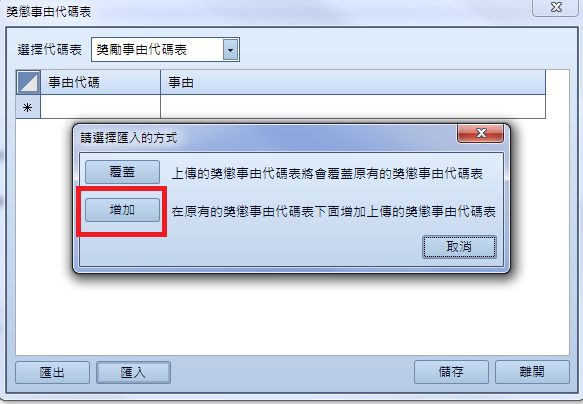 獎懲事由代碼表
選擇代碼表 獎勵事由代碼表
事由代碼 事由
*
請選擇匯入的方式
覆蓋 上傳的獎懲事由代碼表將會覆蓋原有的獎懲事由代碼表
增加 在原有的獎懲事由代碼表下面增加上傳的獎懲事由代碼表
取消
匯出 匯入 儲存 離開